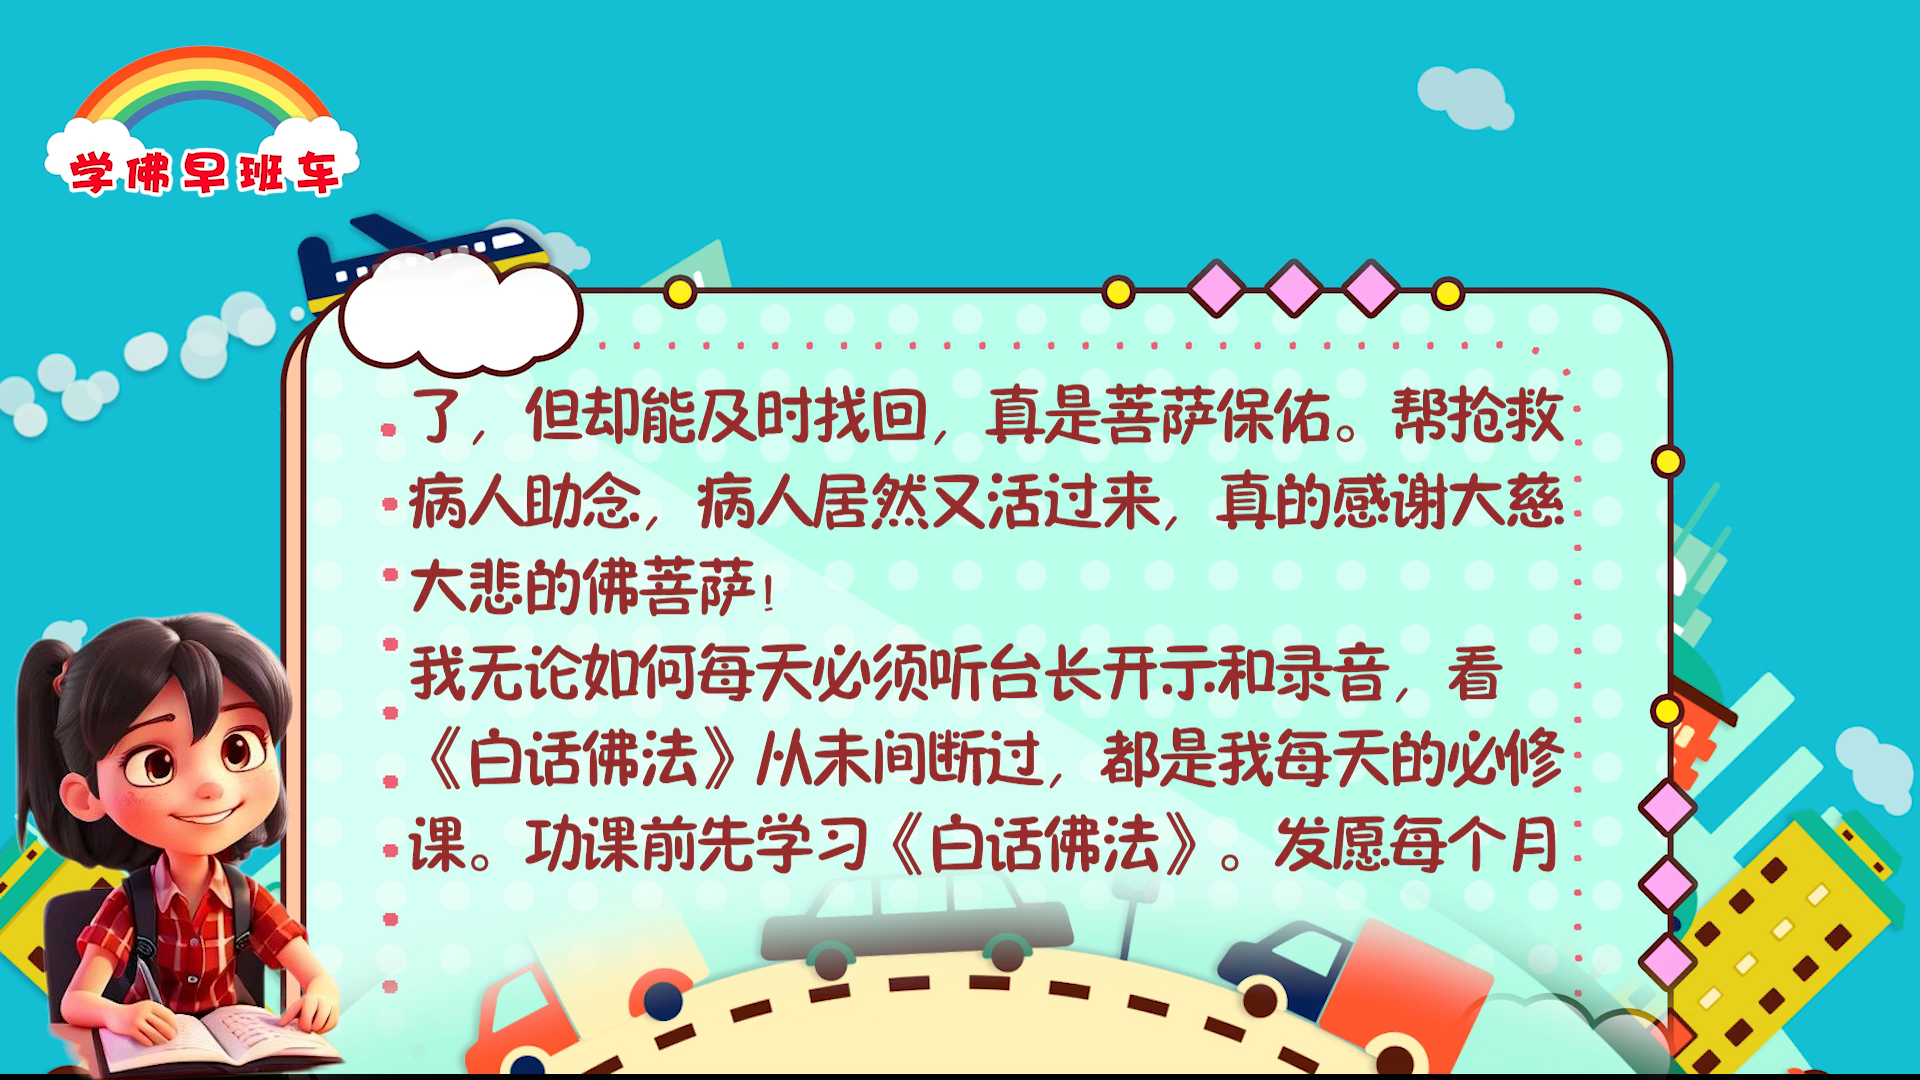 学佛早班车
了，但却能及时找回，真是菩萨保佑。帮抢救
病人助念，病人居然又活过来，真的感谢大慈
大悲的佛菩萨！
我无论如何每天必须听台长开示和录音，看
《白话佛法》从未间断过，都是我每天的必修
课。功课前先学习《白话佛法》。发愿每个月